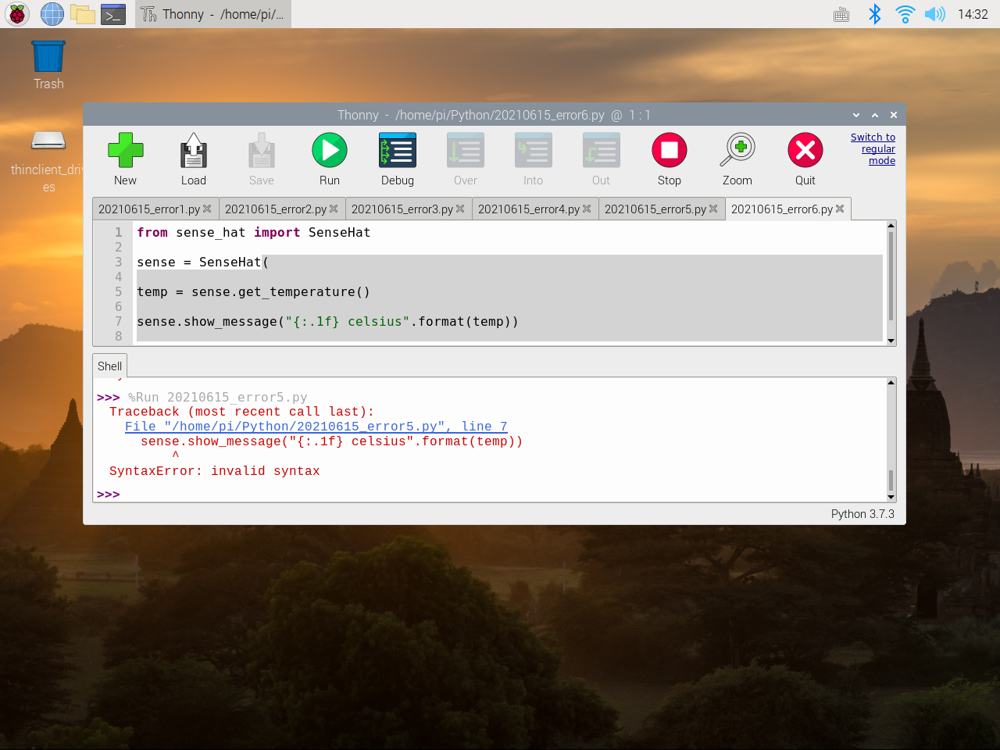 Thonny - /home/pi/…
14:32
Trash
thinclient_driv
es
Thonny - /home/pi/Python/20210615_error6.py @ 1 : 1
New
Load
Save
Run
Debug
Over
Into
Out
Stop
Zoom
Quit
Switch to
regular
mode
20210615_error1.py
20210615_error2.py
20210615_error3.py
20210615_error4.py
20210615_error5.py
20210615_error6.py
1 from sense_hat import SenseHat
2
3 sense = SenseHat(
4
5 temp = sense.get_temperature()
6
7 sense.show_message("{:.1f} celsius".format(temp))
8
Shell
>>> %Run 20210615_error5.py
Traceback (most recent call last):
File "/home/pi/Python/20210615_error5.py", line 7
sense.show_message("{:.1f} celsius".format(temp))
^
SyntaxError: invalid syntax
>>>
Python 3.7.3